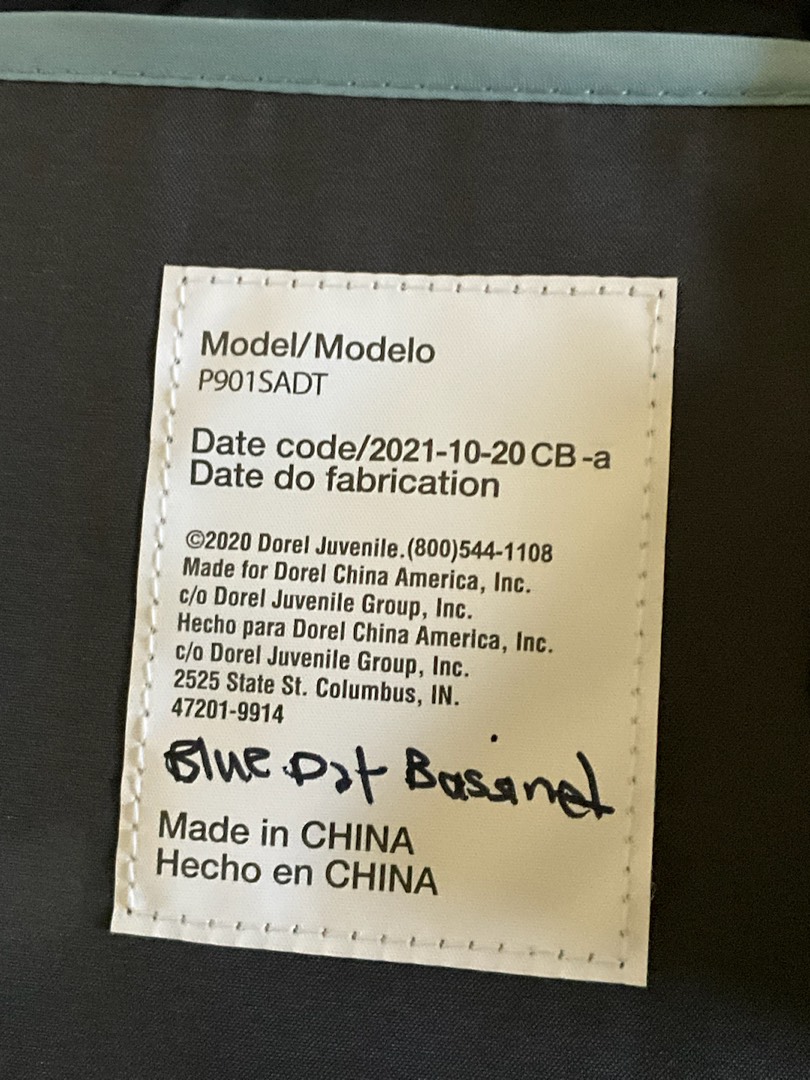 Model/Modelo
P901SADT
Date code/2021-10-20 CB-a
Date do fabrication
©2020 Dorel Juvenile.(800)544-1108
Made for Dorel China America, Inc.
c/o Dorel Juvenile Group, Inc.
Hecho para Dorel China America, Inc.
c/o Dorel Juvenile Group, Inc.
2525 State St. Columbus, IN.
47201-9914
Blue Basanet
Made in CHINA
Hecho en CHINA